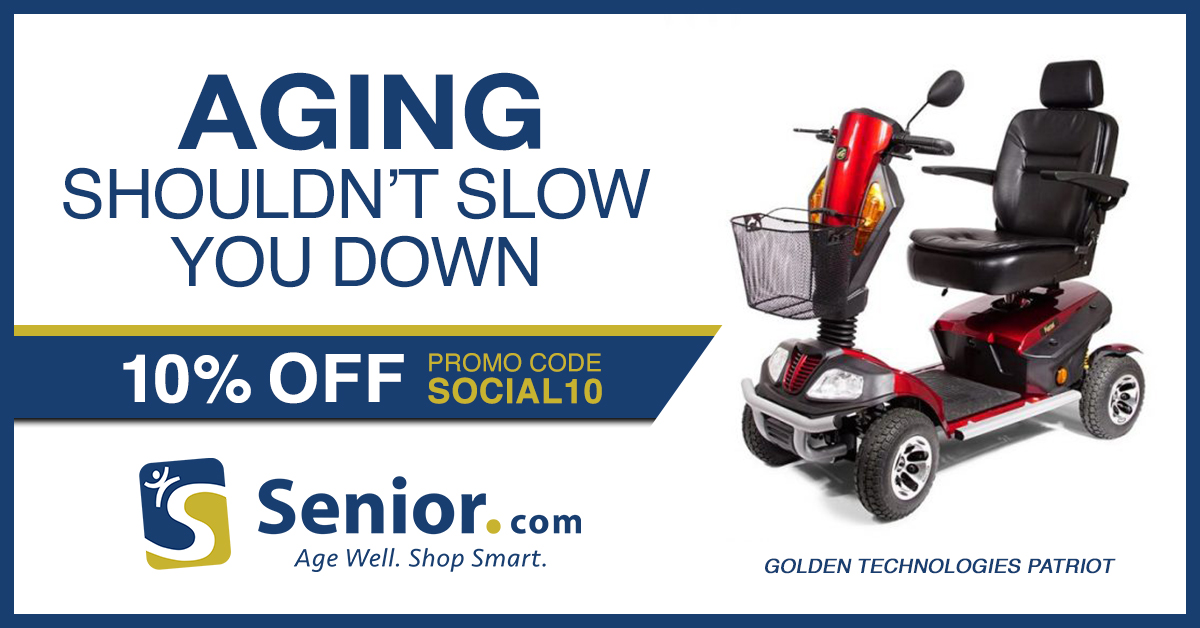 AGING
SHOULDN'T SLOW
YOU DOWN
10% OFF
PROMO CODE
SOCIAL10
Senior.com
Age Well. Shop Smart.
GOLDEN TECHNOLOGIES PATRIOT